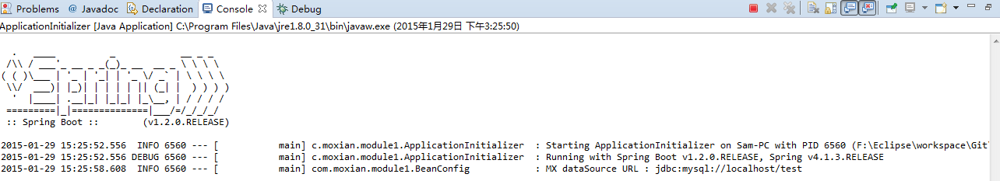 Problems @ Javadoc Declaration Console Debug
ApplicationInitializer [Java Application] C:\Program Files\Java\jre1.8.0_31\bin\javaw.exe (2015年1月29日 下午3:25:50)
  .   ____          _            __ _ _
 /\\ / ___'_ __ _ _(_)_ __  __ _ \ \ \ \
( ( )\___ | '_ | '_| | '_ \/ _` | \ \ \ \
 \\/  ___)| |_)| | | | | || (_| |  ) ) ) )
  '  |____| .__|_| |_|_| |_\__, | / / / /
 =========|_|==============|___/=/_/_/_/
 :: Spring Boot ::        (v1.2.0.RELEASE)
2015-01-29 15:25:52.556  INFO 6560 --- [           main] c.moxian.module1.ApplicationInitializer  : Starting ApplicationInitializer on Sam-PC with PID 6560 (F:\Eclipse\workspace\Git
2015-01-29 15:25:52.556 DEBUG 6560 --- [           main] c.moxian.module1.ApplicationInitializer  : Running with Spring Boot v1.2.0.RELEASE, Spring v4.1.3.RELEASE
2015-01-29 15:25:58.608  INFO 6560 --- [           main] com.moxian.module1.BeanConfig            : MX dataSource URL : jdbc:mysql://localhost/test